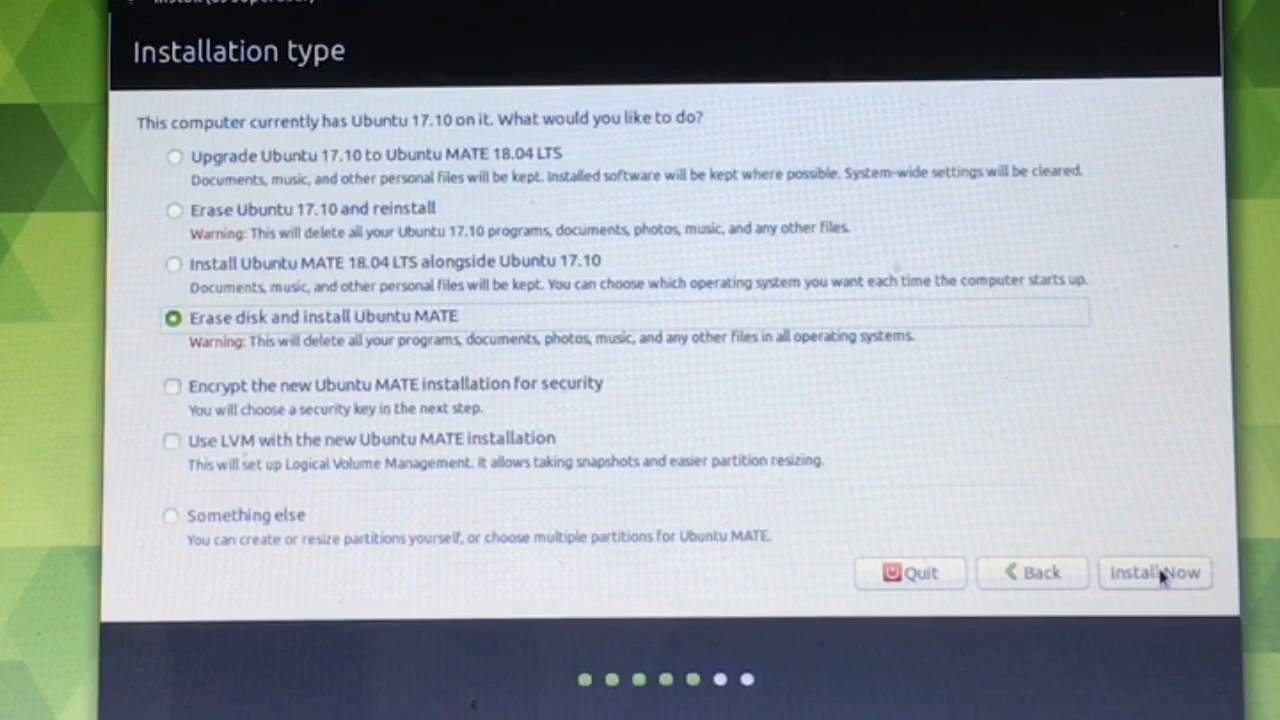 Installation type
This computer currently has Ubuntu 17.10 on it. What would you like to do?
Upgrade Ubuntu 17.10 to Ubuntu MATE 18.04 LTS
Documents, music, and other personal files will be kept. Installed software will be kept where possible. System-wide settings will be cleared.
Erase Ubuntu 17.10 and reinstall
Warning: This will delete all your Ubuntu 17.10 programs, documents, photos, music, and any other files.
Install Ubuntu MATE 18.04 LTS alongside Ubuntu 17.10
Documents, music, and other personal files will be kept. You can choose which operating system you want each time the computer starts up.
Erase disk and install Ubuntu MATE
Warning: This will delete all your programs, documents, photos, music, and any other files in all operating systems.
Encrypt the new Ubuntu MATE installation for security
You will choose a security key in the next step.
Use LVM with the new Ubuntu MATE installation
This will set up Logical Volume Management. It allows taking snapshots and easier partition resizing.
Something else
You can create or resize partitions yourself, or choose multiple partitions for Ubuntu MATE.
Quit
Back
Install Now